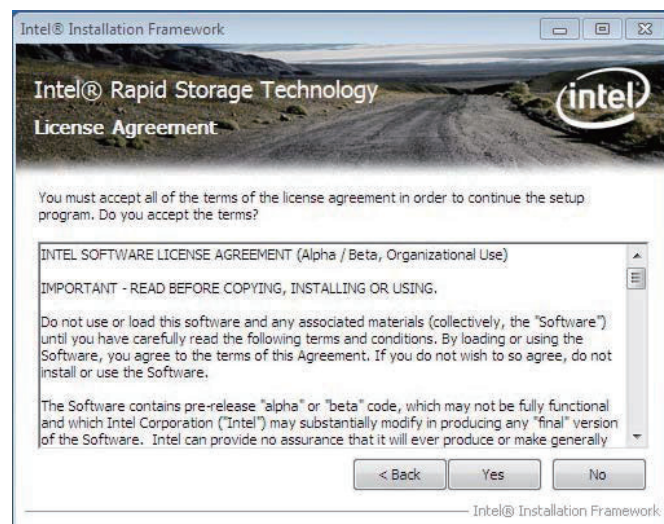 Intel® Installation Framework
Intel® Rapid Storage Technology
License Agreement
intel
You must accept all of the terms of the license agreement in order to continue the setup
program. Do you accept the terms?
INTEL SOFTWARE LICENSE AGREEMENT (Alpha / Beta, Organizational Use)
IMPORTANT - READ BEFORE COPYING, INSTALLING OR USING.
Do not use or load this software and any associated materials (collectively, the "Software")
until you have carefully read the following terms and conditions. By loading or using the
Software, you agree to the terms of this Agreement. If you do not wish to so agree, do not
install or use the Software.
The Software contains pre-release "alpha" or "beta" code, which may not be fully functional
and which Intel Corporation ("Intel") may substantially modify in producing any "final" version
of the Software.  Intel can provide no assurance that it will ever produce or make generally
< Back
Yes
No
Intel® Installation Framework